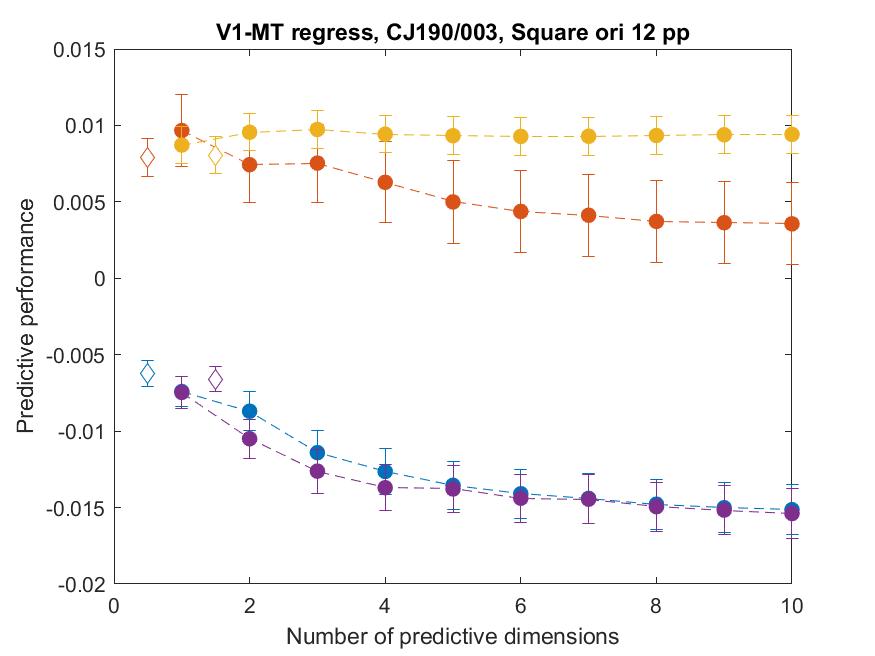 V1-MT regress, CJ190/003, Square ori 12 pp
0.015
0.01
0.005
0
-0.005
-0.01
-0.015
-0.02
Predictive performance
0 2 4 6 8 10
Number of predictive dimensions